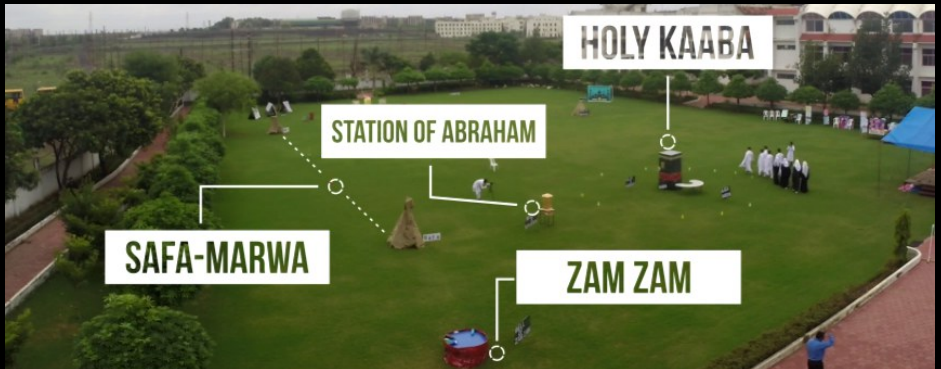 HOLY KAABA
STATION OF ABRAHAM
SAFA-MARWA
ZAM ZAM